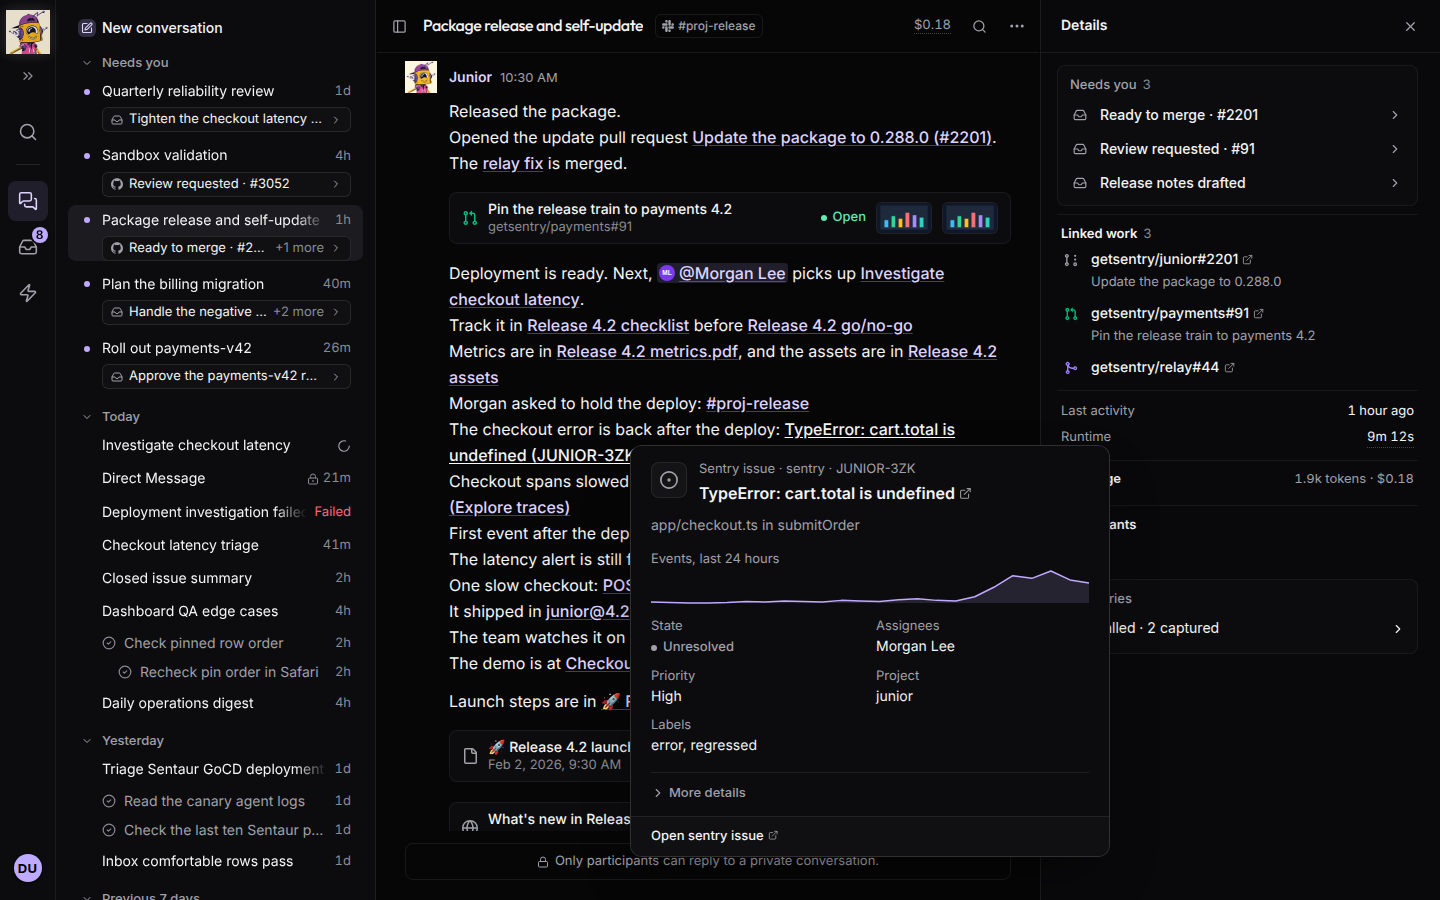 New conversation
Needs you
Quarterly reliability review 1d
Tighten the checkout latency ...
Sandbox validation 4h
Review requested · #3052
Package release and self-update 1h
Ready to merge · #2... +1 more
Plan the billing migration 40m
Handle the negative ... +2 more
Roll out payments-v42 26m
Approve the payments-v42 r...
Today
Investigate checkout latency
Direct Message 21m
Deployment investigation failed Failed
Checkout latency triage 41m
Closed issue summary 2h
Dashboard QA edge cases 4h
Check pinned row order 2h
Recheck pin order in Safari 2h
Daily operations digest 4h
Yesterday
Triage Sentaur GoCD deployment 1d
Read the canary agent logs 1d
Check the last ten Sentaur p... 1d
Inbox comfortable rows pass 1d
Previous 7 days
8
DU
Package release and self-update #proj-release $0.18
Junior 10:30 AM
Released the package.
Opened the update pull request Update the package to 0.288.0 (#2201).
The relay fix is merged.
Pin the release train to payments 4.2
getsentry/payments#91
Open
Deployment is ready. Next, ML @Morgan Lee picks up Investigate
checkout latency.
Track it in Release 4.2 checklist before Release 4.2 go/no-go
Metrics are in Release 4.2 metrics.pdf, and the assets are in Release 4.2
assets
Morgan asked to hold the deploy: #proj-release
The checkout error is back after the deploy: TypeError: cart.total is
undefined (JUNIOR-3ZK
Checkout spans slowed
(Explore traces)
First event after the dep
The latency alert is still f
One slow checkout: POS
It shipped in junior@4.2
The team watches it on
The demo is at Checkou
Launch steps are in 🚀
🚀 Release 4.2 launch
Feb 2, 2026, 9:30 AM
What's new in Releas
Only participants can reply to a private conversation.
Sentry issue · sentry · JUNIOR-3ZK
TypeError: cart.total is undefined
app/checkout.ts in submitOrder
Events, last 24 hours
State
Unresolved
Assignees
Morgan Lee
Priority
High
Project
junior
Labels
error, regressed
More details
Open sentry issue
Details
Needs you 3
Ready to merge · #2201
Review requested · #91
Release notes drafted
Linked work 3
getsentry/junior#2201
Update the package to 0.288.0
getsentry/payments#91
Pin the release train to payments 4.2
getsentry/relay#44
Last activity 1 hour ago
Runtime 9m 12s
ge 1.9k tokens · $0.18
ants
ries
lled · 2 captured